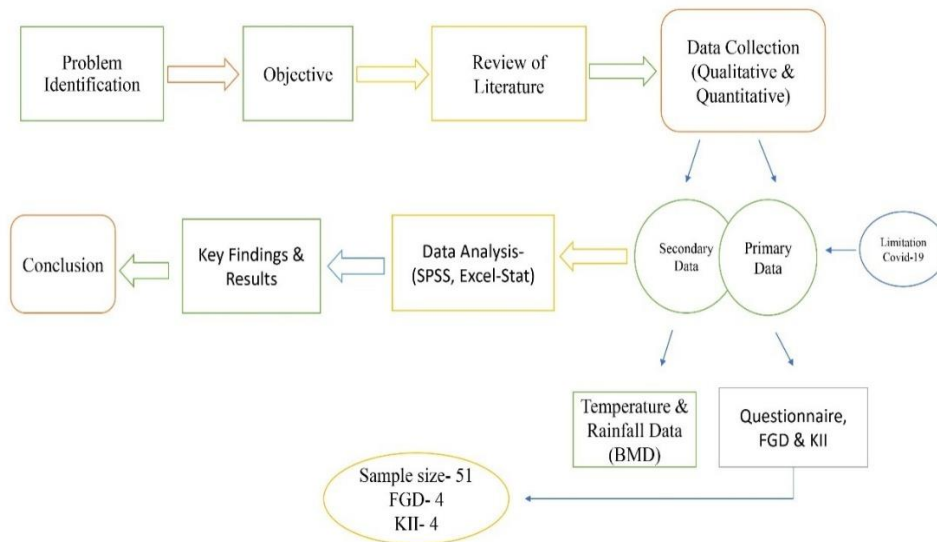 Problem
Identification
Objective
Review of
Literature
Data Collection
(Qualitative &
Quantitative)
Conclusion
Key Findings &
Results
Data Analysis-
(SPSS, Excel-Stat)
Secondary
Data
Primary
Data
Limitation
Covid-19
Temperature &
Rainfall Data
(BMD)
Questionnaire,
FGD & KII
Sample size- 51
FGD- 4
KII- 4